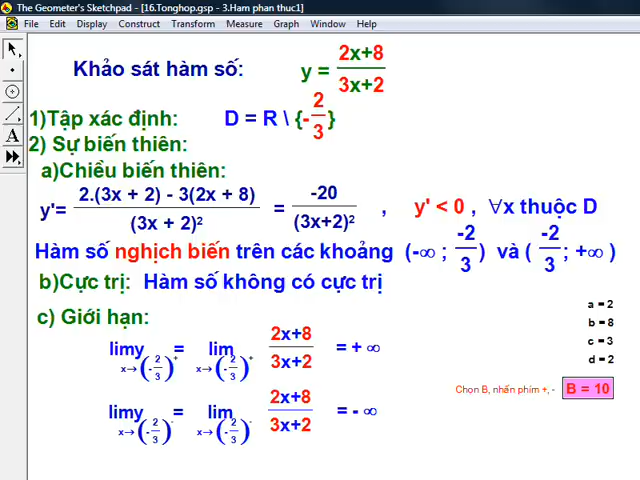 The Geometer's Sketchpad - [16.Tonghop.gsp - 3.Ham phan thuc1]
File Edit Display Construct Transform Measure Graph Window Help
Khảo sát hàm số: y = 2x+8 / 3x+2
1)Tập xác định: D = R \ {-2/3}
2) Sự biến thiên:
a)Chiều biến thiên:
y'= 2.(3x + 2) - 3(2x + 8) / (3x + 2)² = -20 / (3x+2)² , y' < 0 , ∀x thuộc D
Hàm số nghịch biến trên các khoảng (-∞ ; -2/3) và ( -2/3 ; +∞ )
b)Cực trị: Hàm số không có cực trị
c) Giới hạn:
limy x→(-2/3)⁺ = lim x→(-2/3)⁺ 2x+8 / 3x+2 = + ∞
limy x→(-2/3)⁻ = lim x→(-2/3)⁻ 2x+8 / 3x+2 = - ∞
a = 2
b = 8
c = 3
d = 2
Chọn B, nhấn phím +, - B = 10
A